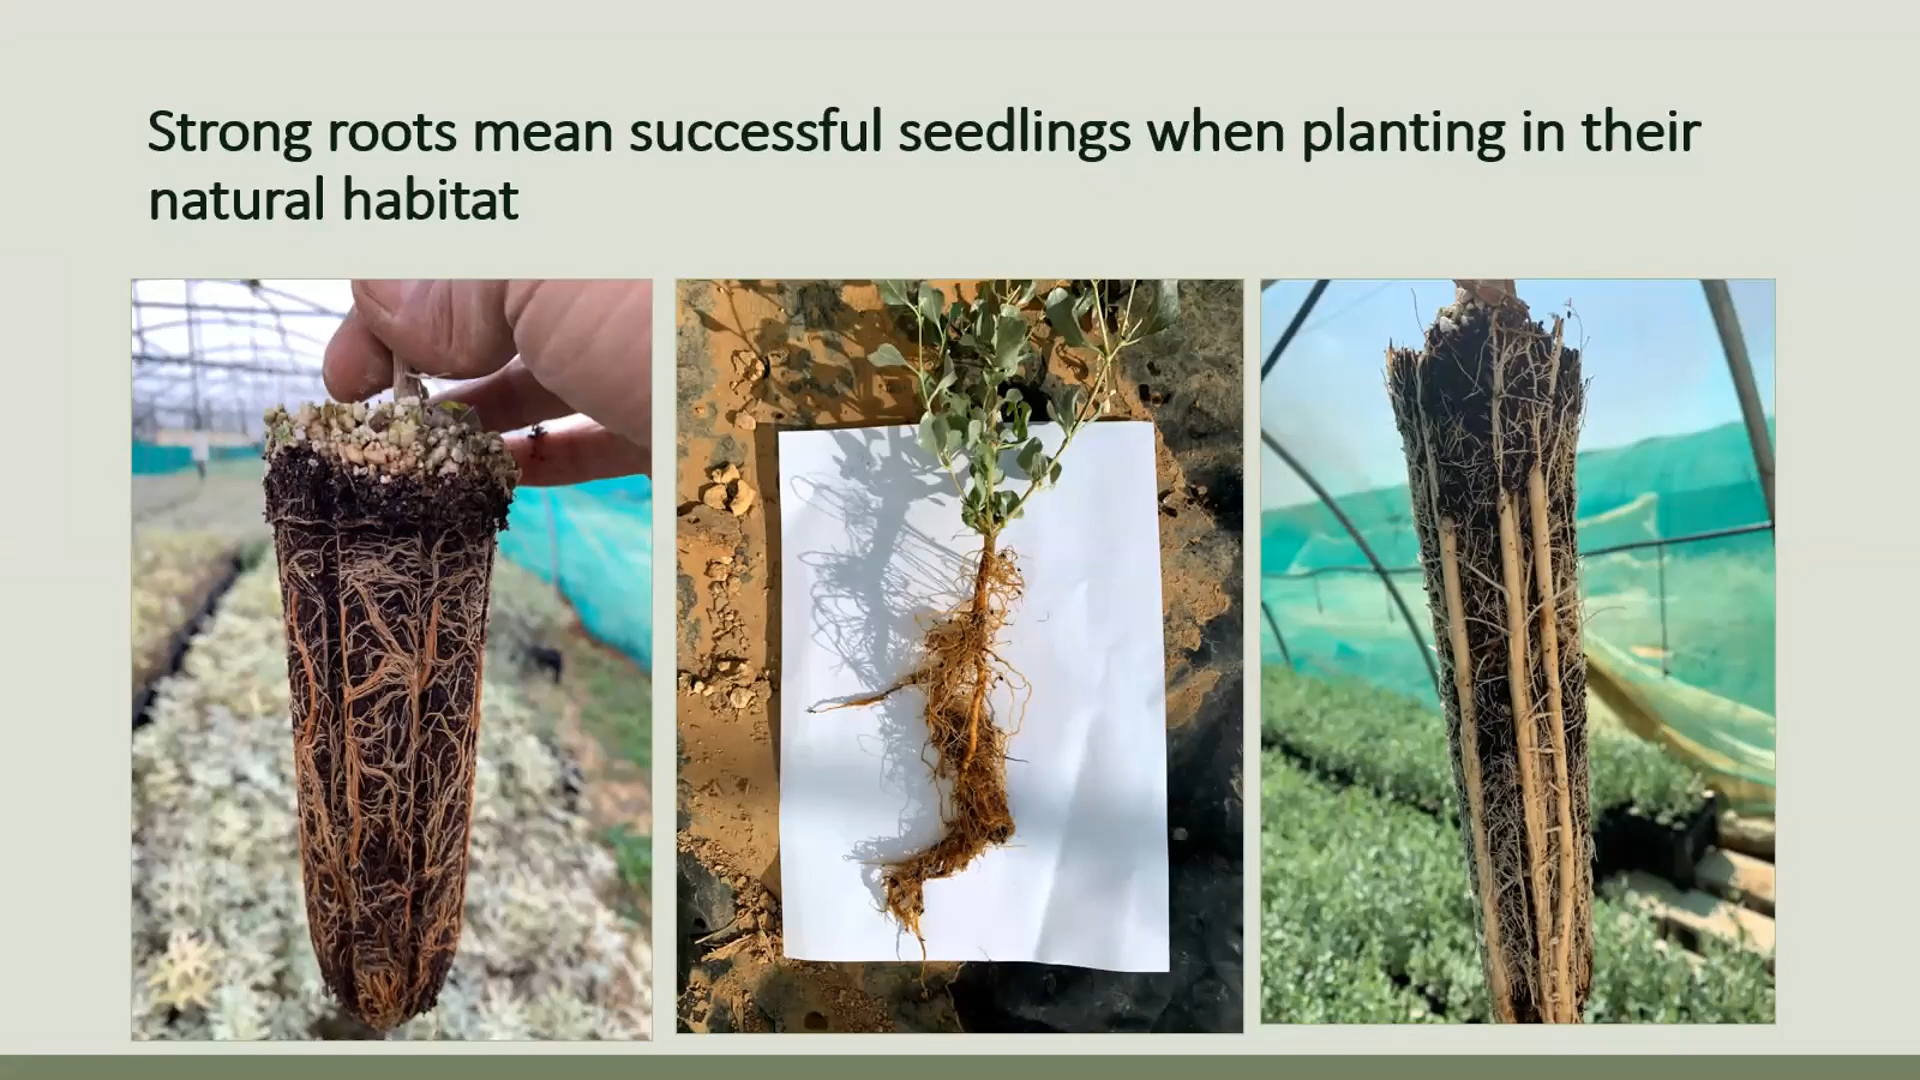 Strong roots mean successful seedlings when planting in their
natural habitat